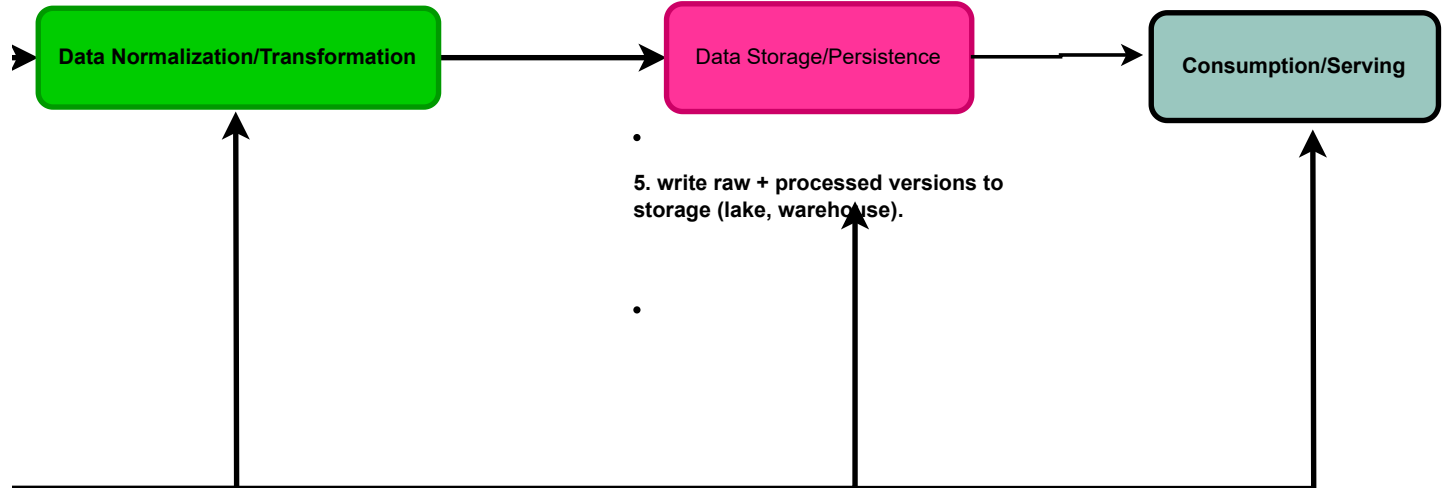 Data Normalization/Transformation
Data Storage/Persistence
Consumption/Serving
5. write raw + processed versions to
storage (lake, warehouse).